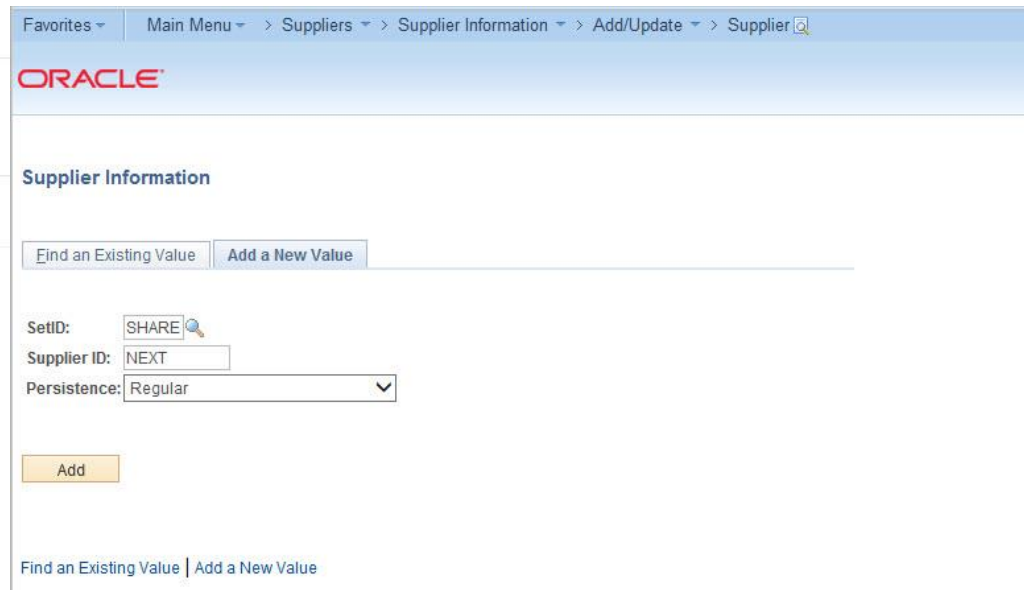 Favorites Main Menu > Suppliers > Supplier Information > Add/Update > Supplier
ORACLE
Supplier Information
Find an Existing Value Add a New Value
SetID: SHARE
Supplier ID: NEXT
Persistence: Regular
Add
Find an Existing Value | Add a New Value